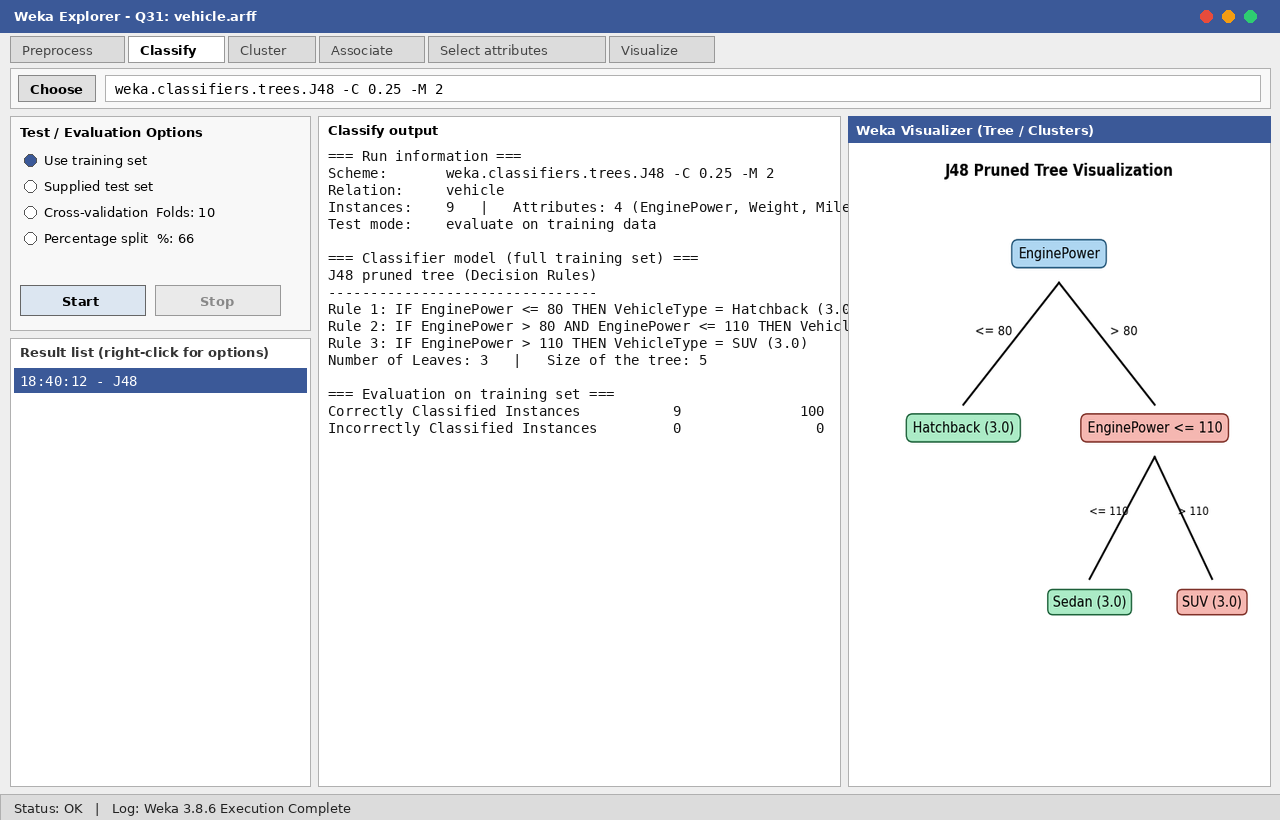 Weka Explorer - Q31: vehicle.arff
Preprocess
Classify
Cluster
Associate
Select attributes
Visualize
Choose
weka.classifiers.trees.J48 -C 0.25 -M 2
Test / Evaluation Options
Use training set
Supplied test set
Cross-validation  Folds: 10
Percentage split  %: 66
Start
Stop
Result list (right-click for options)
18:40:12 - J48
Classify output
=== Run information ===
Scheme:       weka.classifiers.trees.J48 -C 0.25 -M 2
Relation:     vehicle
Instances:    9   |   Attributes: 4 (EnginePower, Weight, Mile
Test mode:    evaluate on training data
=== Classifier model (full training set) ===
J48 pruned tree (Decision Rules)
--------------------------------
Rule 1: IF EnginePower <= 80 THEN VehicleType = Hatchback (3.0
Rule 2: IF EnginePower > 80 AND EnginePower <= 110 THEN Vehicl
Rule 3: IF EnginePower > 110 THEN VehicleType = SUV (3.0)
Number of Leaves: 3   |   Size of the tree: 5
=== Evaluation on training set ===
Correctly Classified Instances           9              100
Incorrectly Classified Instances         0                0
Weka Visualizer (Tree / Clusters)
J48 Pruned Tree Visualization
EnginePower
<= 80
> 80
Hatchback (3.0)
EnginePower <= 110
<= 110
> 110
Sedan (3.0)
SUV (3.0)
Status: OK   |   Log: Weka 3.8.6 Execution Complete